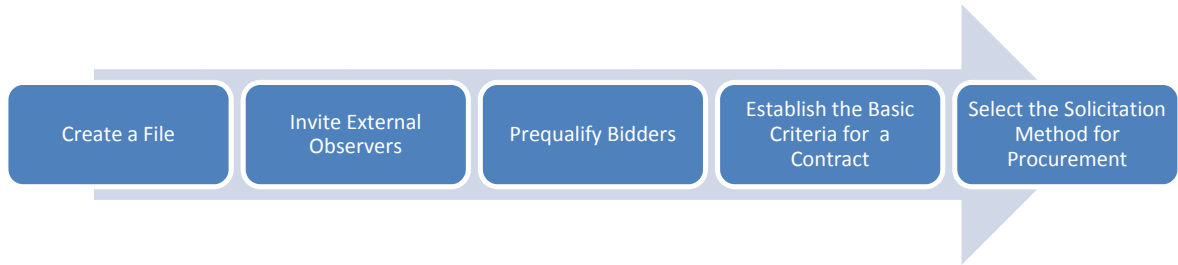 Create a File
Invite External
Observers
Prequalify Bidders
Establish the Basic
Criteria for a
Contract
Select the Solicitation
Method for
Procurement